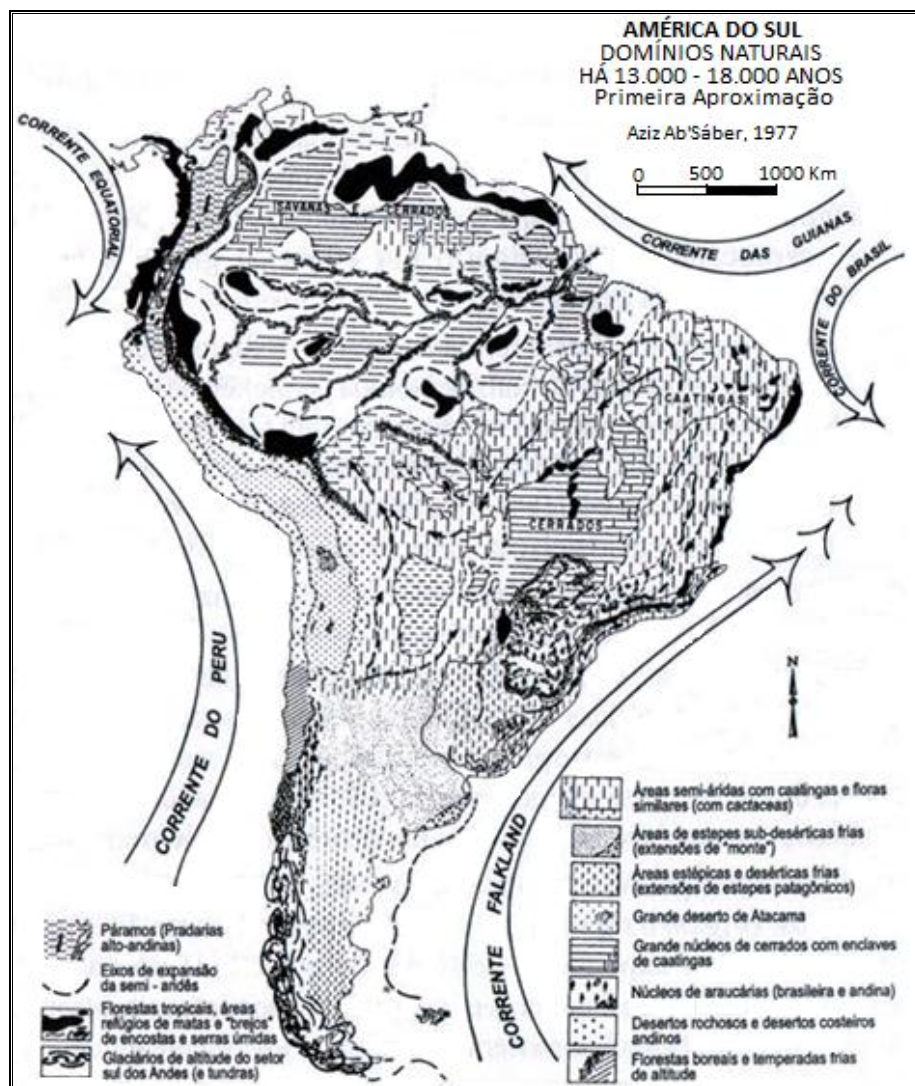 AMÉRICA DO SUL
DOMÍNIOS NATURAIS
HÁ 13.000 - 18.000 ANOS
Primeira Aproximação
Aziz Ab'Sáber, 1977
0 500 1000 Km
CORRENTE EQUATORIAL
CORRENTE DAS GUIANAS
CORRENTE DO BRASIL
SAVANAS E CERRADOS
CAATINGAS
CERRADOS
CORRENTE DO PERU
CORRENTE FALKLAND
N
Páramos (Pradarias
alto-andinas)
Eixos de expansão
da semi - aridês
Florestas tropicais, áreas
refúgios de matas e "brejos"
de encostas e serras úmidas
Glaciários de altitude do setor
sul dos Andes (e tundras)
Áreas semi-áridas com caatingas e floras
similares (com cactaceas)
Áreas de estepes sub-desérticas frias
(extensões de "monte")
Áreas estépicas e desérticas frias
(extensões de estepes patagônicos)
Grande deserto de Atacama
Grande núcleos de cerrados com enclaves
de caatingas
Núcleos de araucárias (brasileira e andina)
Desertos rochosos e desertos costeiros
andinos
Florestas boreais e temperadas frias
de altitude